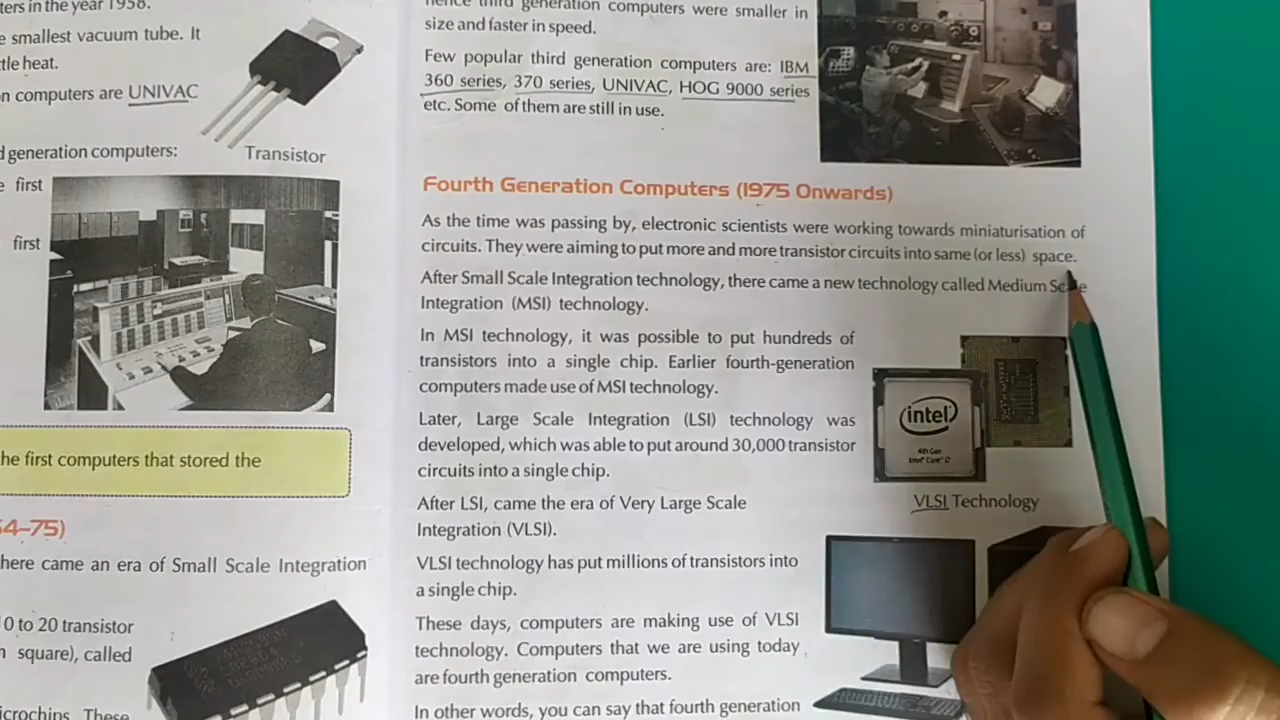 ters in the year 1958.
e smallest vacuum tube. It
tle heat.
n computers are UNIVAC
Transistor
d generation computers:
e first
first
he first computers that stored the
54–75)
here came an era of Small Scale Integration
10 to 20 transistor
n square), called
icrochips. These
hence third generation computers were smaller in
size and faster in speed.
Few popular third generation computers are: IBM
360 series, 370 series, UNIVAC, HOG 9000 series
etc. Some of them are still in use.
Fourth Generation Computers (1975 Onwards)
As the time was passing by, electronic scientists were working towards miniaturisation of
circuits. They were aiming to put more and more transistor circuits into same (or less) space.
After Small Scale Integration technology, there came a new technology called Medium Scale
Integration (MSI) technology.
In MSI technology, it was possible to put hundreds of
transistors into a single chip. Earlier fourth-generation
computers made use of MSI technology.
Later, Large Scale Integration (LSI) technology was
developed, which was able to put around 30,000 transistor
circuits into a single chip.
After LSI, came the era of Very Large Scale
Integration (VLSI).
VLSI technology has put millions of transistors into
a single chip.
These days, computers are making use of VLSI
technology. Computers that we are using today
are fourth generation computers.
In other words, you can say that fourth generation
intel
4th Gen
Intel® Core™ i7
VLSI Technology